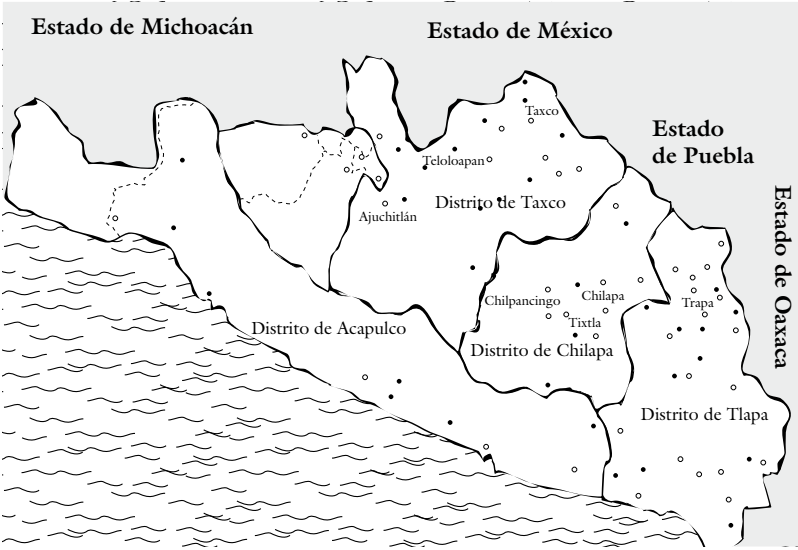 Estado de Michoacán
Estado de México
Taxco
Estado
de Puebla
Teloloapan
Distrito de Taxco
Ajuchitlán
Estado de Oaxaca
Chilpancingo
Chilapa
Trapa
Tixtla
Distrito de Acapulco
Distrito de Chilapa
Distrito de Tlapa